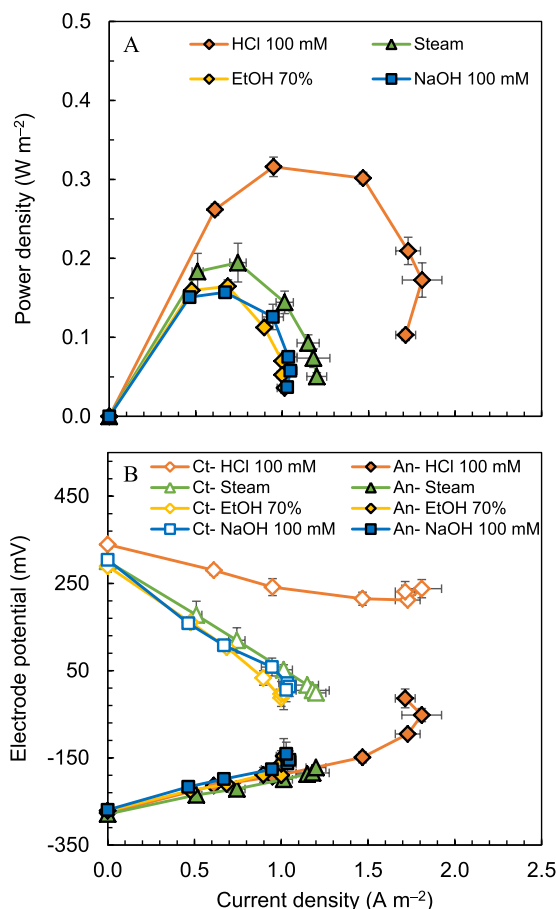 A
HCl 100 mM
Steam
EtOH 70%
NaOH 100 mM
0.5
0.4
0.3
0.2
0.1
0.0
Power density (W m⁻²)
B
Ct- HCl 100 mM
An- HCl 100 mM
Ct- Steam
An- Steam
Ct- EtOH 70%
An- EtOH 70%
Ct- NaOH 100 mM
An- NaOH 100 mM
450
250
50
-150
-350
Electrode potential (mV)
0.0 0.5 1.0 1.5 2.0 2.5
Current density (A m⁻²)